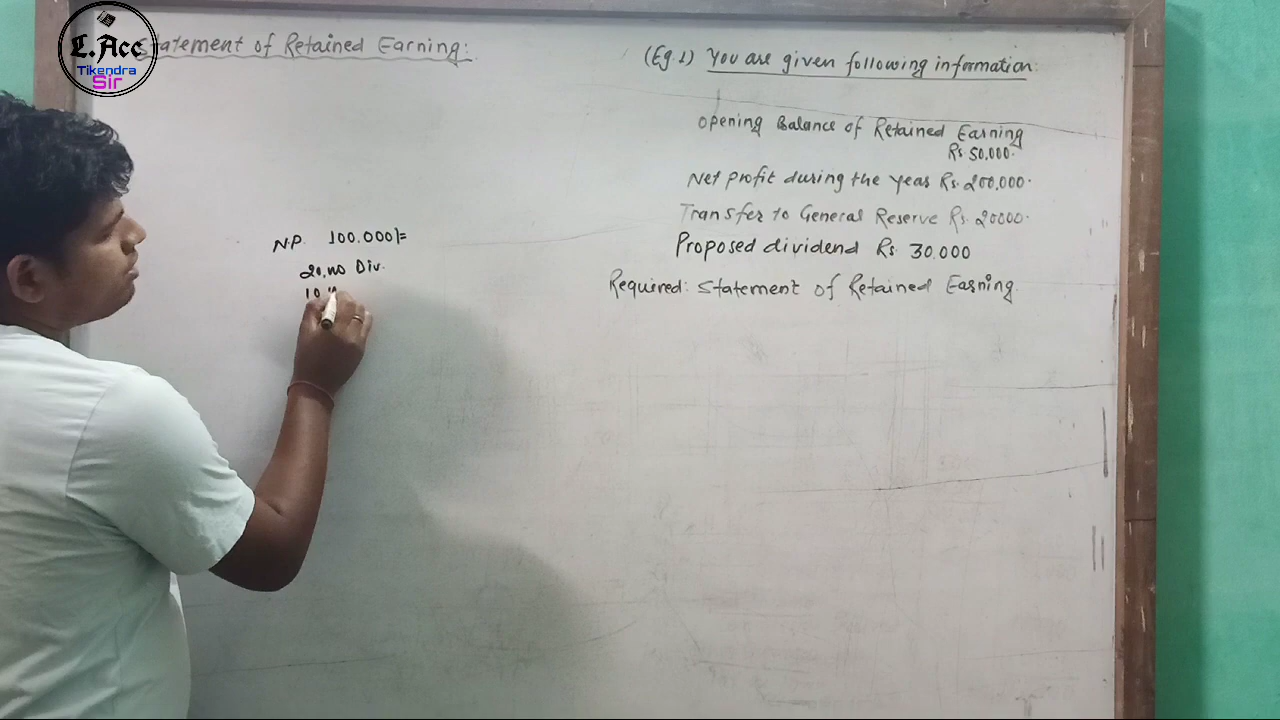 L.Acc
Tikendra
Sir
Statement of Retained Earning:
N.P. 100.000/=
20,000 Div.
10
(Eg.1) You are given following information:
Opening Balance of Retained Earning
Rs 50,000.
Net profit during the year Rs. 200,000.
Transfer to General Reserve Rs. 20000.
Proposed dividend Rs. 30.000
Required: Statement of Retained Earning.